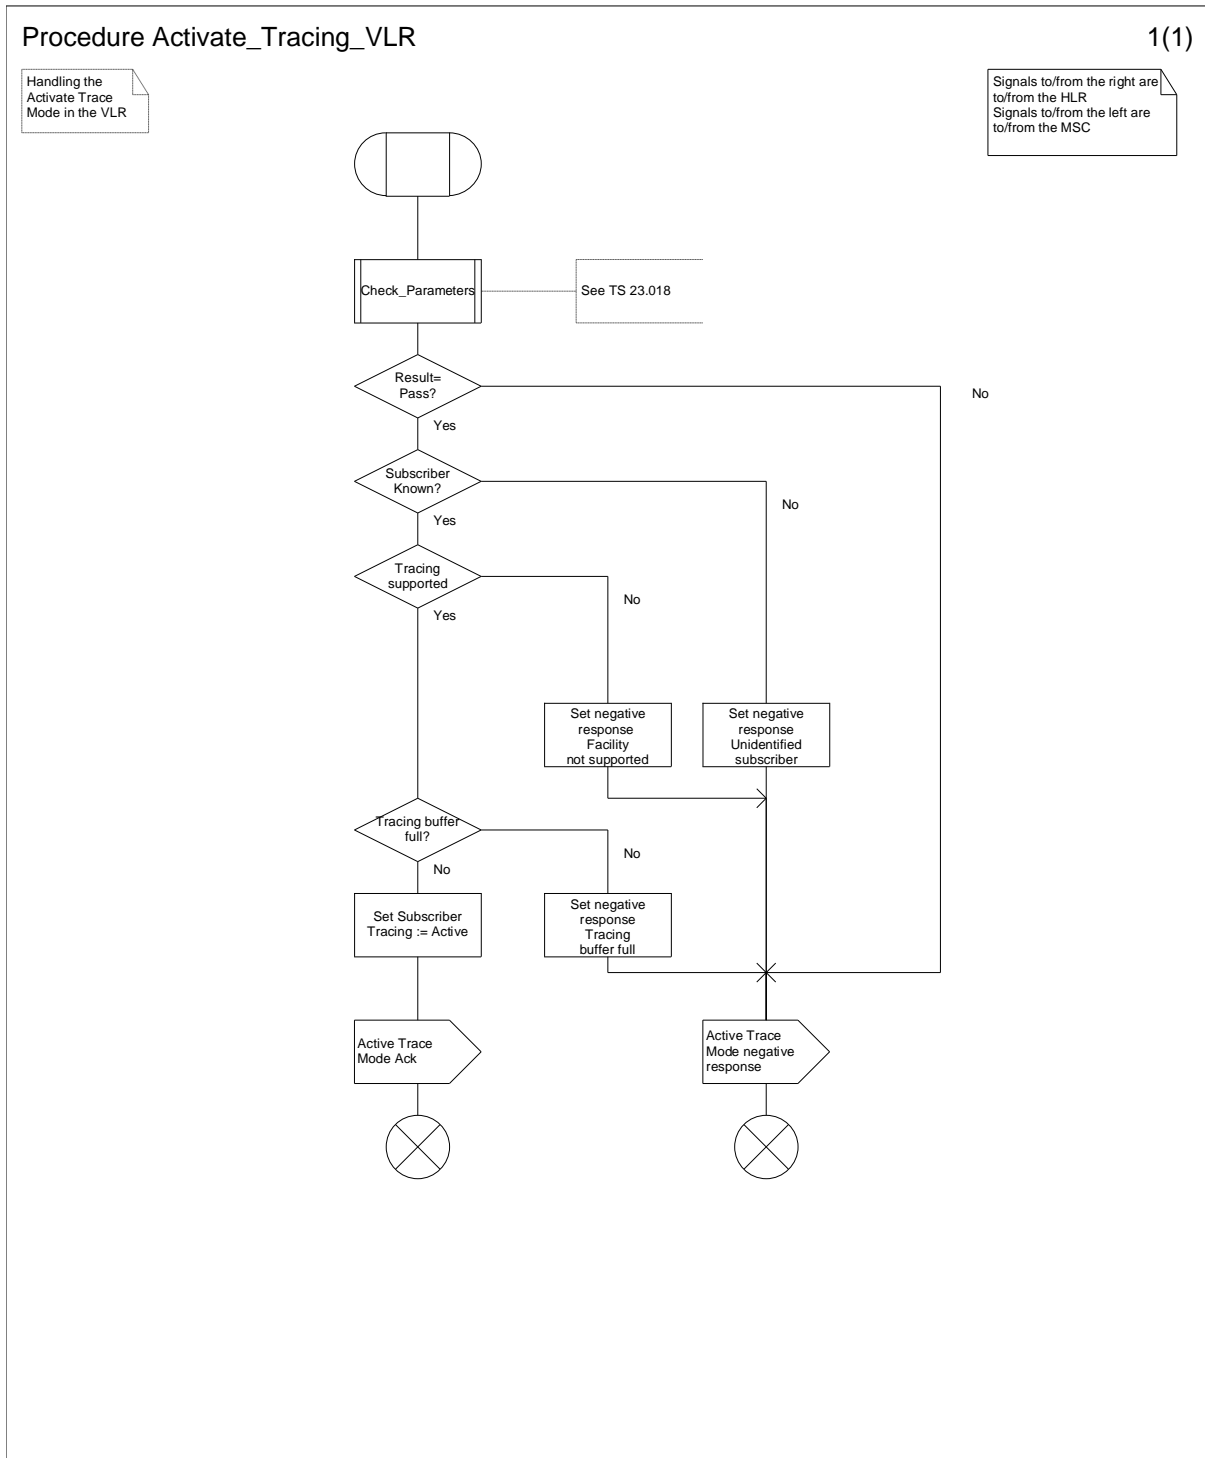 Procedure Activate_Tracing_VLR
1(1)
Handling the
Activate Trace
Mode in the VLR
Signals to/from the right are
to/from the HLR
Signals to/from the left are
to/from the MSC
Check_Parameters
See TS 23.018
Result=
Pass?
No
Yes
Subscriber
Known?
No
Yes
Tracing
supported
No
Yes
Set negative
response
Facility
not supported
Set negative
response
Unidentified
subscriber
Tracing buffer
full?
No
No
Set Subscriber
Tracing := Active
Set negative
response
Tracing
buffer full
Active Trace
Mode Ack
Active Trace
Mode negative
response